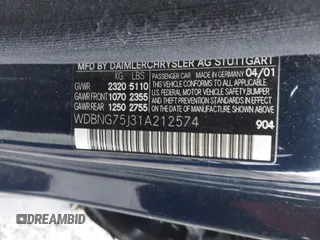 MFD BY DAIMLERCHRYSLER AG STUTTGART
KG LBS
PASSENGER CAR MADE IN GERMANY 04/01
GVWR 2320 5110
GVWR FRONT 1070 2355
GAWR REAR 1250 2755
VEHICLE CONFORMS TO ALL APPLICABLE
U.S. FEDERAL MOTOR VEHICLE
SAFETY, BUMPER, AND THEFT
PREVENTION STANDARDS IN EFFECT ON
THE DATE OF MANUFACTURE SHOWN ABOVE
WDBNG75J31A212574
904
© DREAMBID
DREAMBID